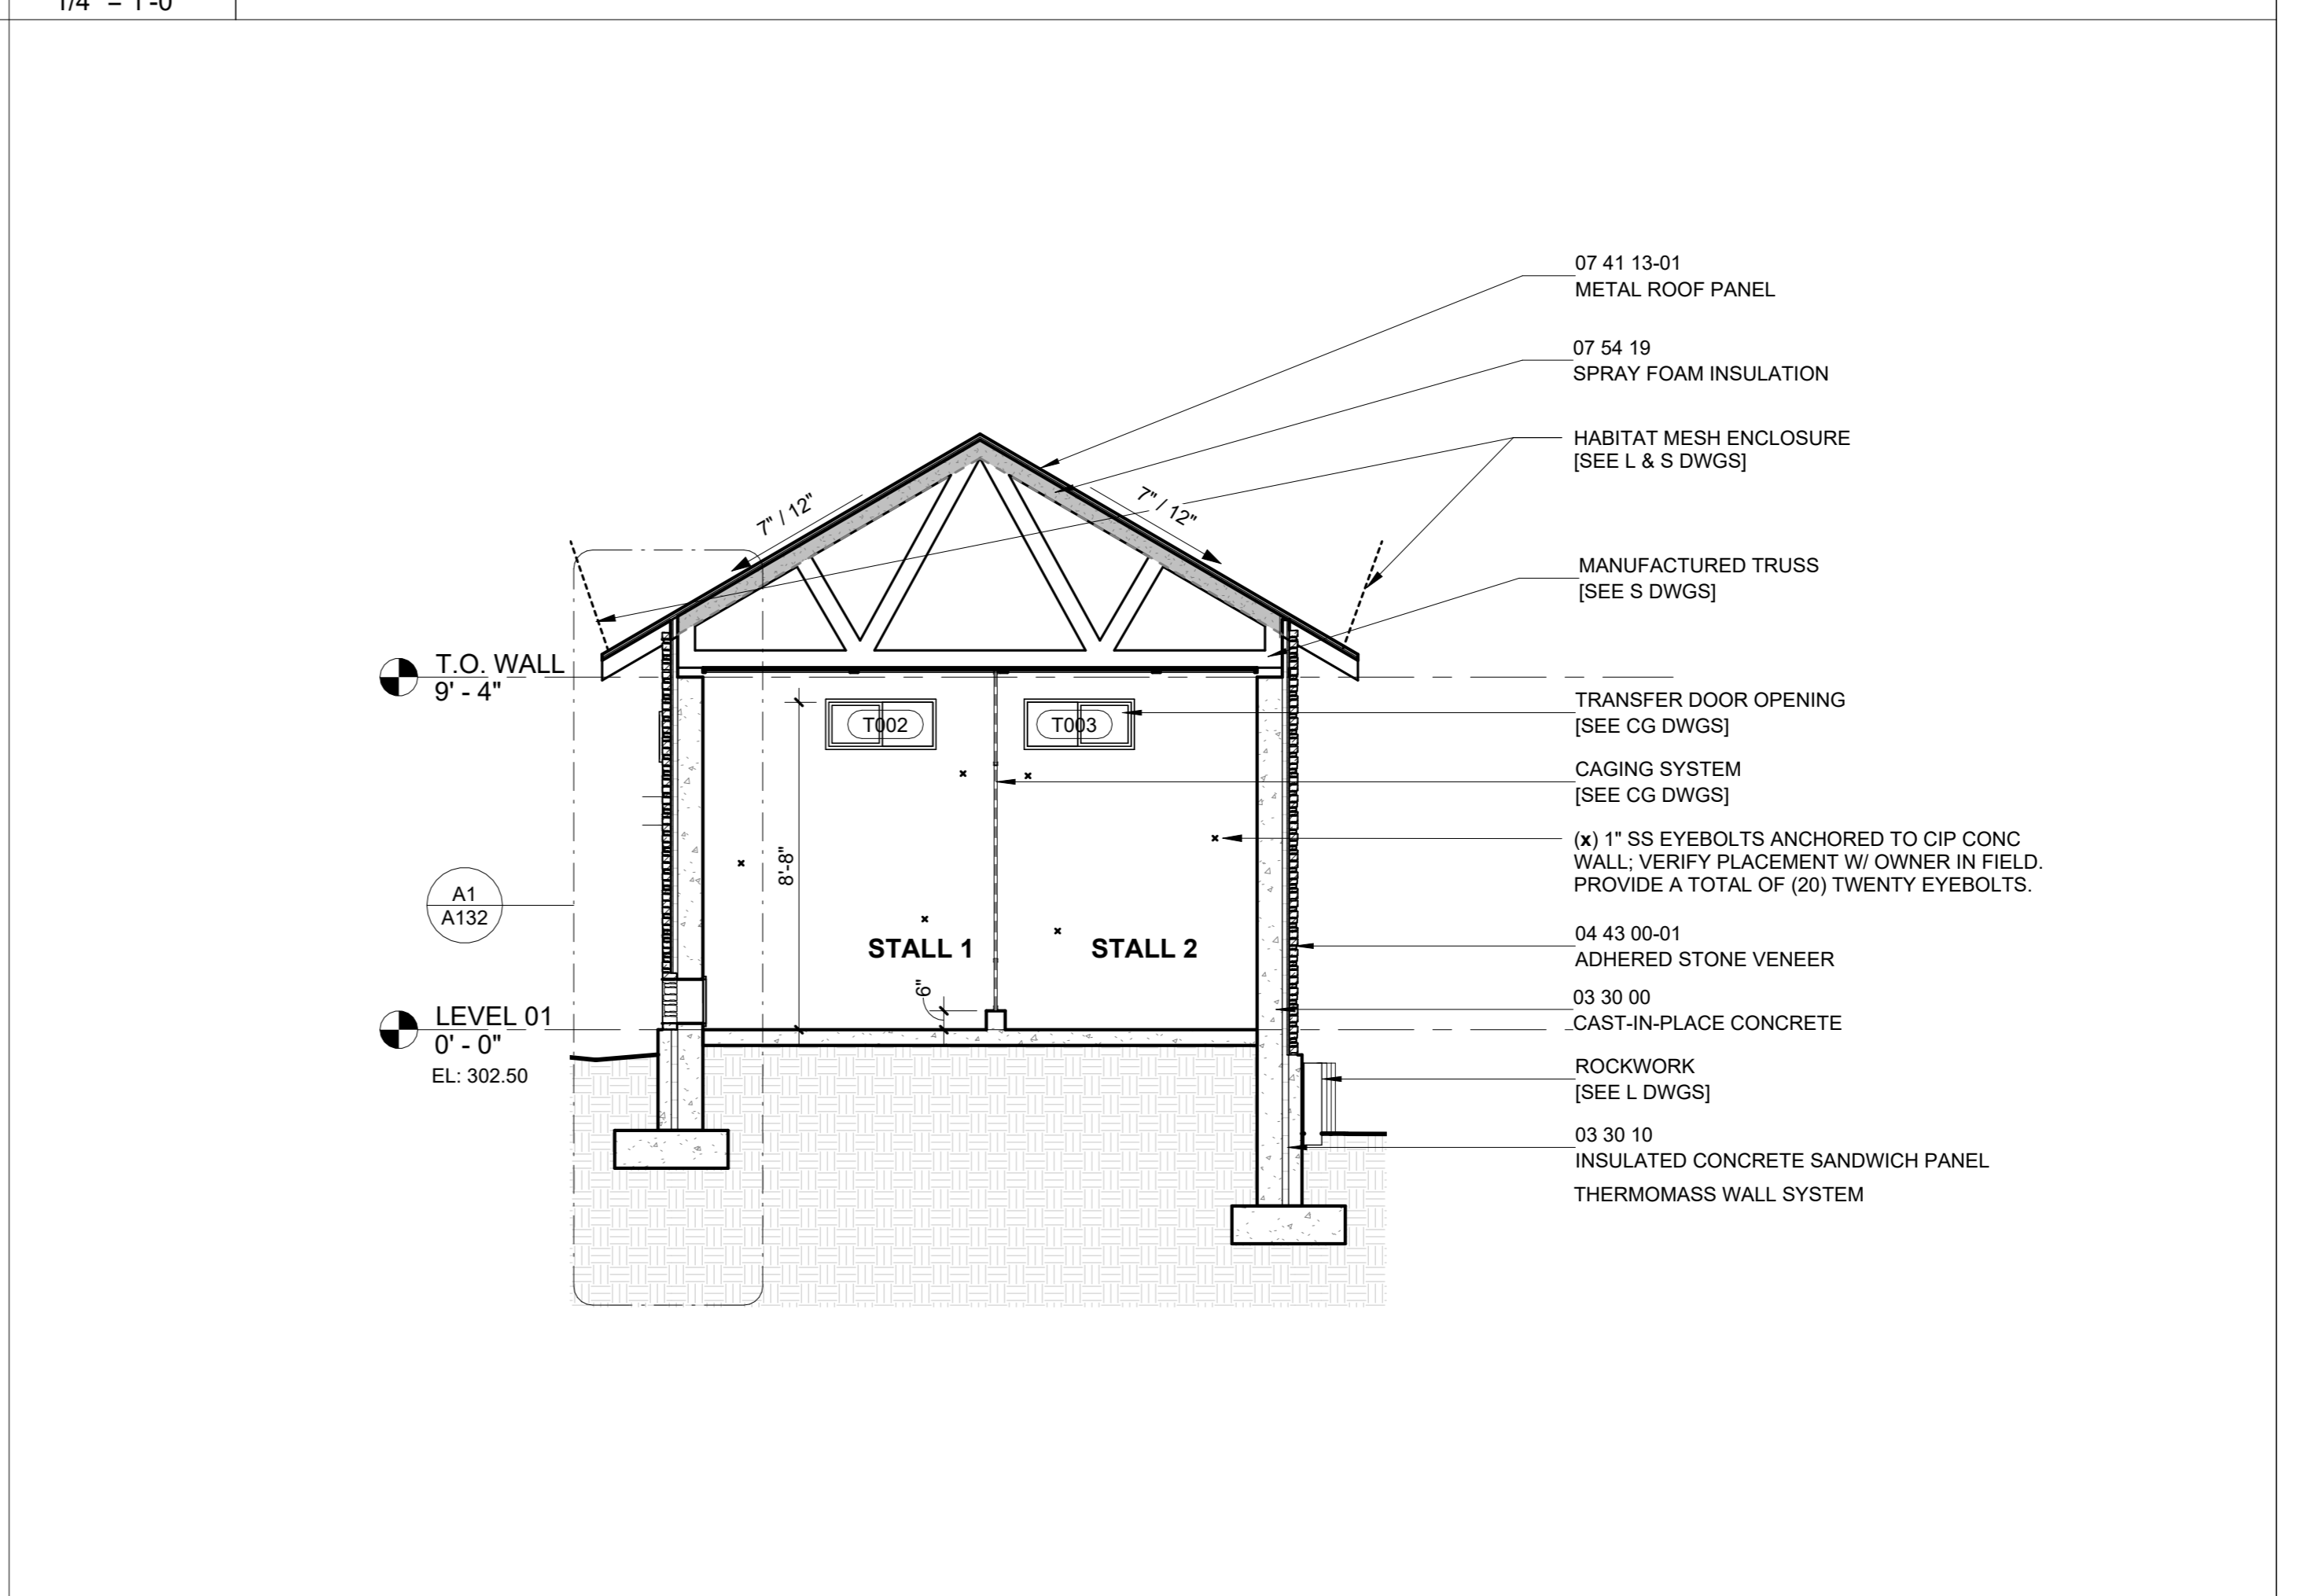 1/4" = 1'-0"
07 41 13-01
METAL ROOF PANEL
07 54 19
SPRAY FOAM INSULATION
HABITAT MESH ENCLOSURE
[SEE L & S DWGS]
7" / 12"
7" / 12"
MANUFACTURED TRUSS
[SEE S DWGS]
T.O. WALL
9' - 4"
TRANSFER DOOR OPENING
[SEE CG DWGS]
T002
T003
CAGING SYSTEM
[SEE CG DWGS]
(x) 1" SS EYEBOLTS ANCHORED TO CIP CONC
WALL; VERIFY PLACEMENT W/ OWNER IN FIELD.
PROVIDE A TOTAL OF (20) TWENTY EYEBOLTS.
8'-8"
A1
A132
STALL 1
STALL 2
04 43 00-01
ADHERED STONE VENEER
6"
03 30 00
CAST-IN-PLACE CONCRETE
LEVEL 01
0' - 0"
EL: 302.50
ROCKWORK
[SEE L DWGS]
03 30 10
INSULATED CONCRETE SANDWICH PANEL
THERMOMASS WALL SYSTEM